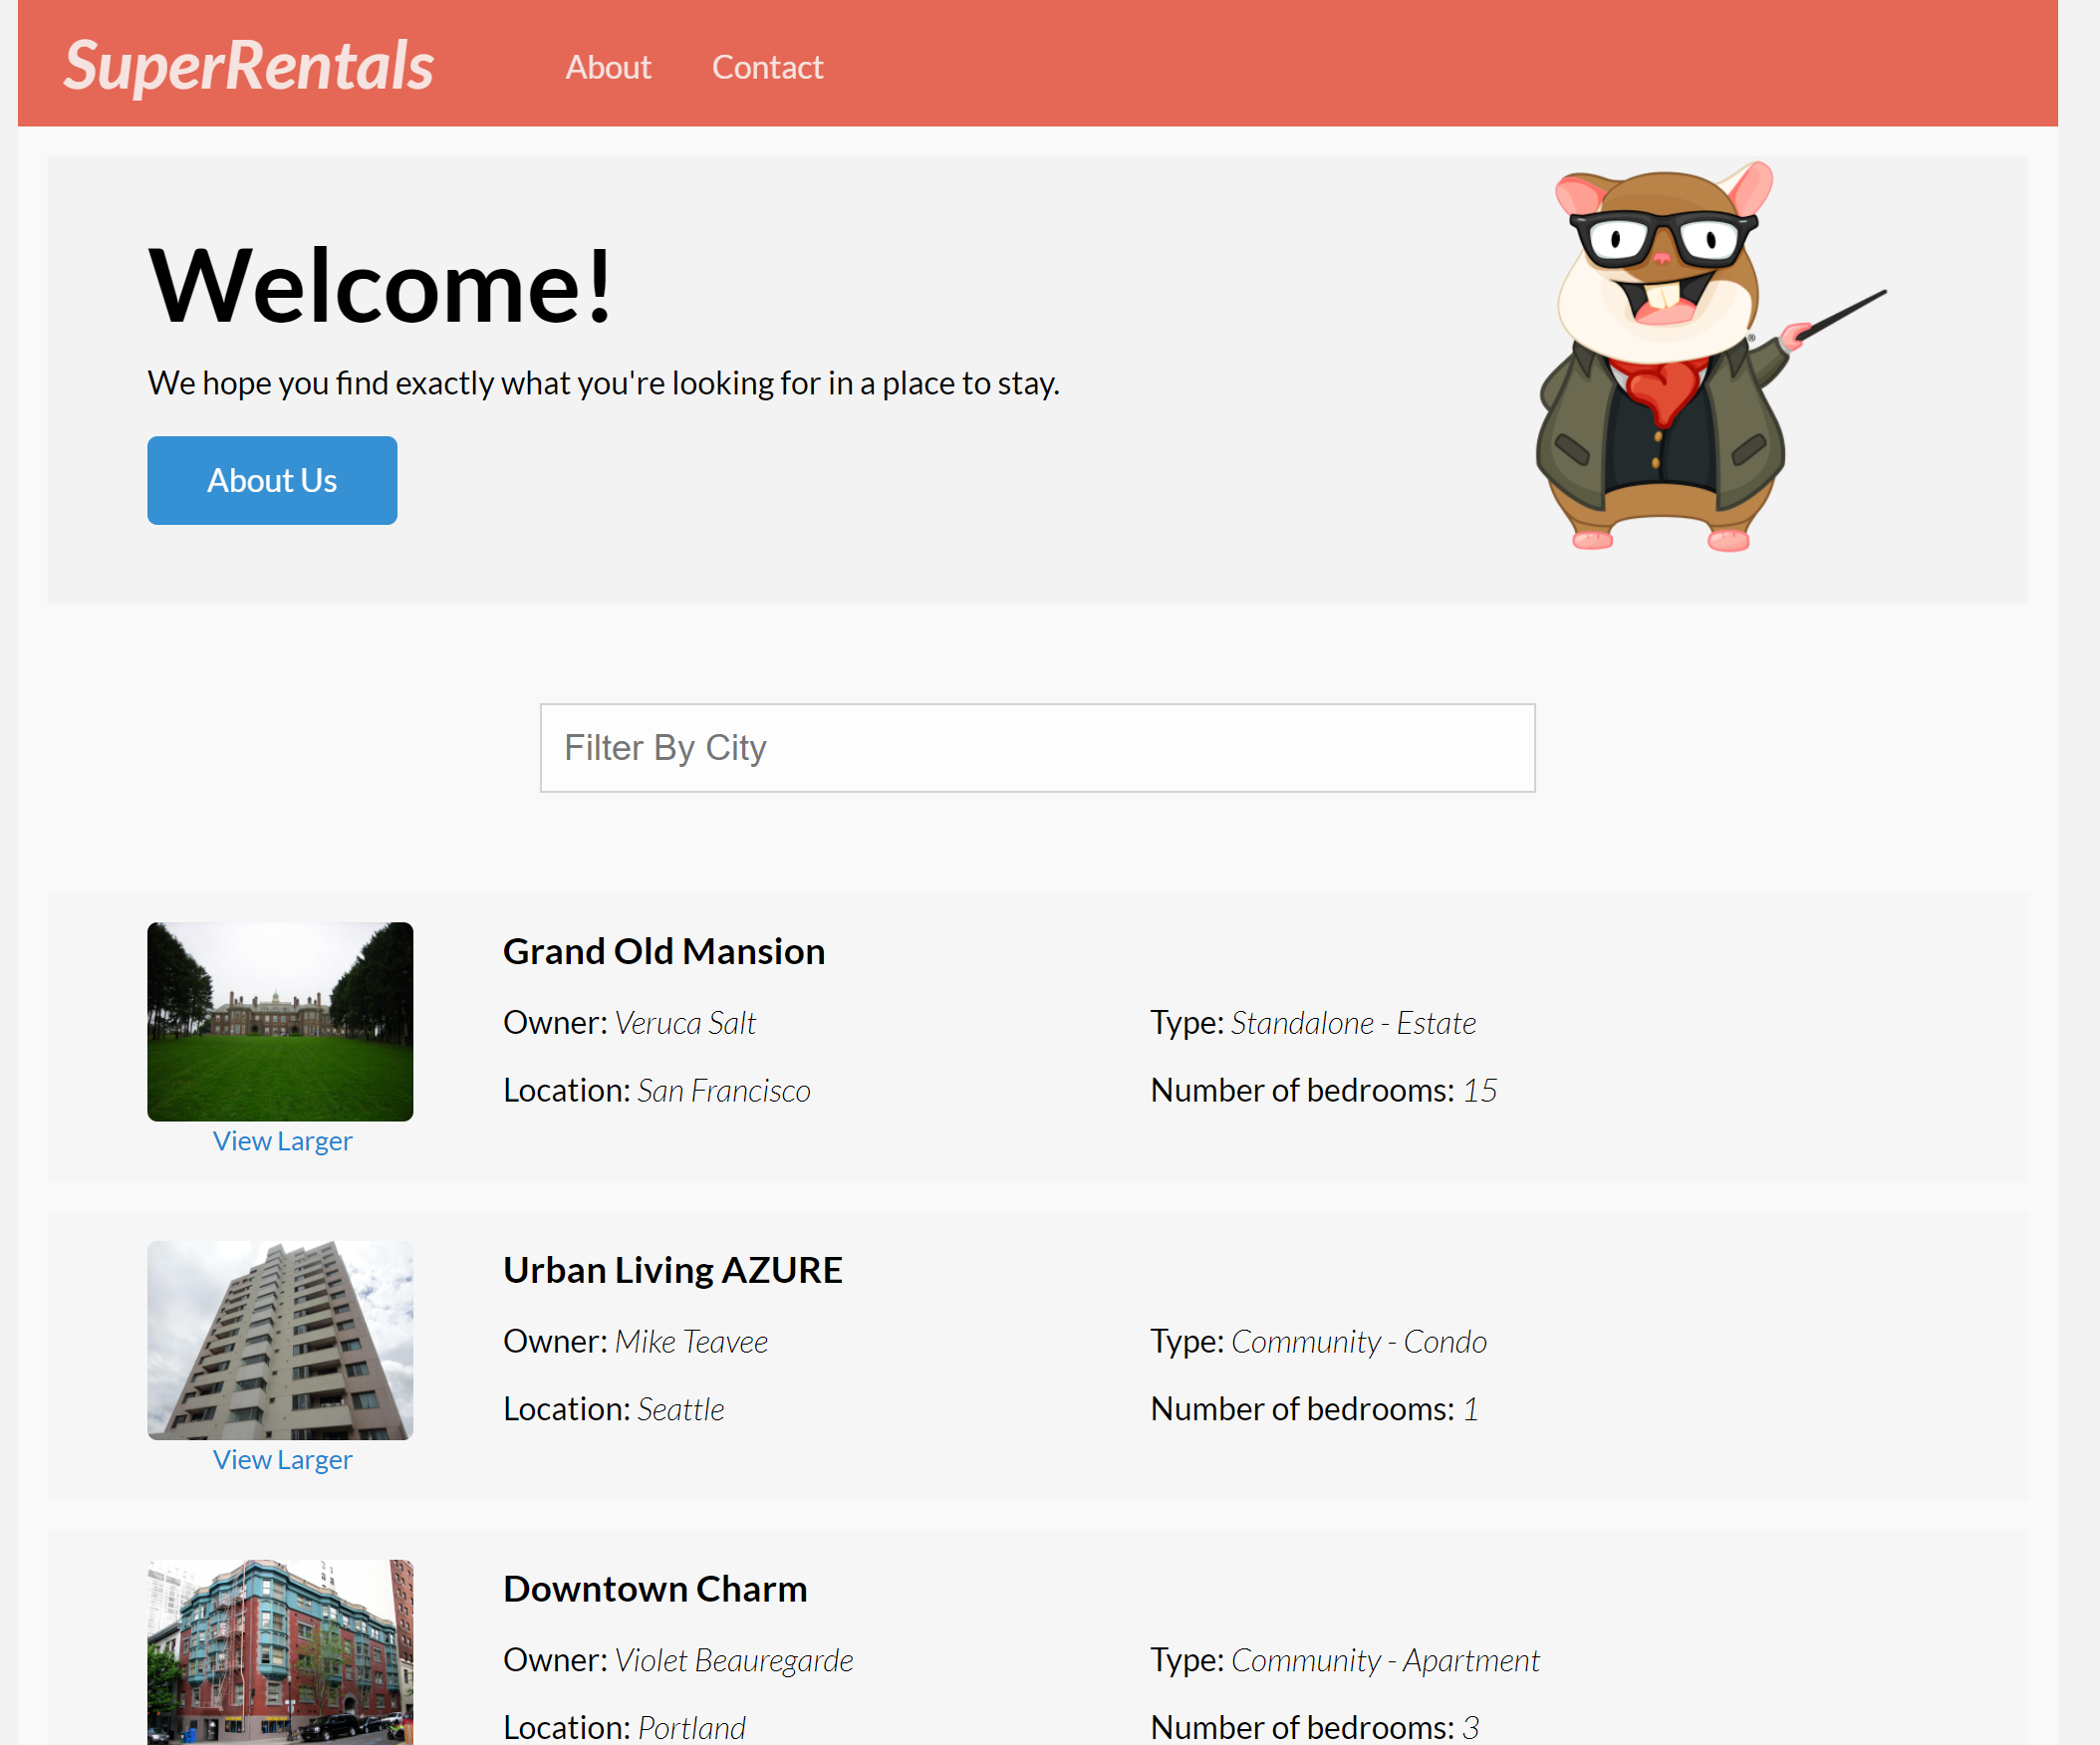 SuperRentals About Contact
Welcome!
We hope you find exactly what you're looking for in a place to stay.
About Us
Filter By City
Grand Old Mansion
Owner: Veruca Salt Type: Standalone - Estate
Location: San Francisco Number of bedrooms: 15
View Larger
Urban Living AZURE
Owner: Mike Teavee Type: Community - Condo
Location: Seattle Number of bedrooms: 1
View Larger
Downtown Charm
Owner: Violet Beauregarde Type: Community - Apartment
Location: Portland Number of bedrooms: 3